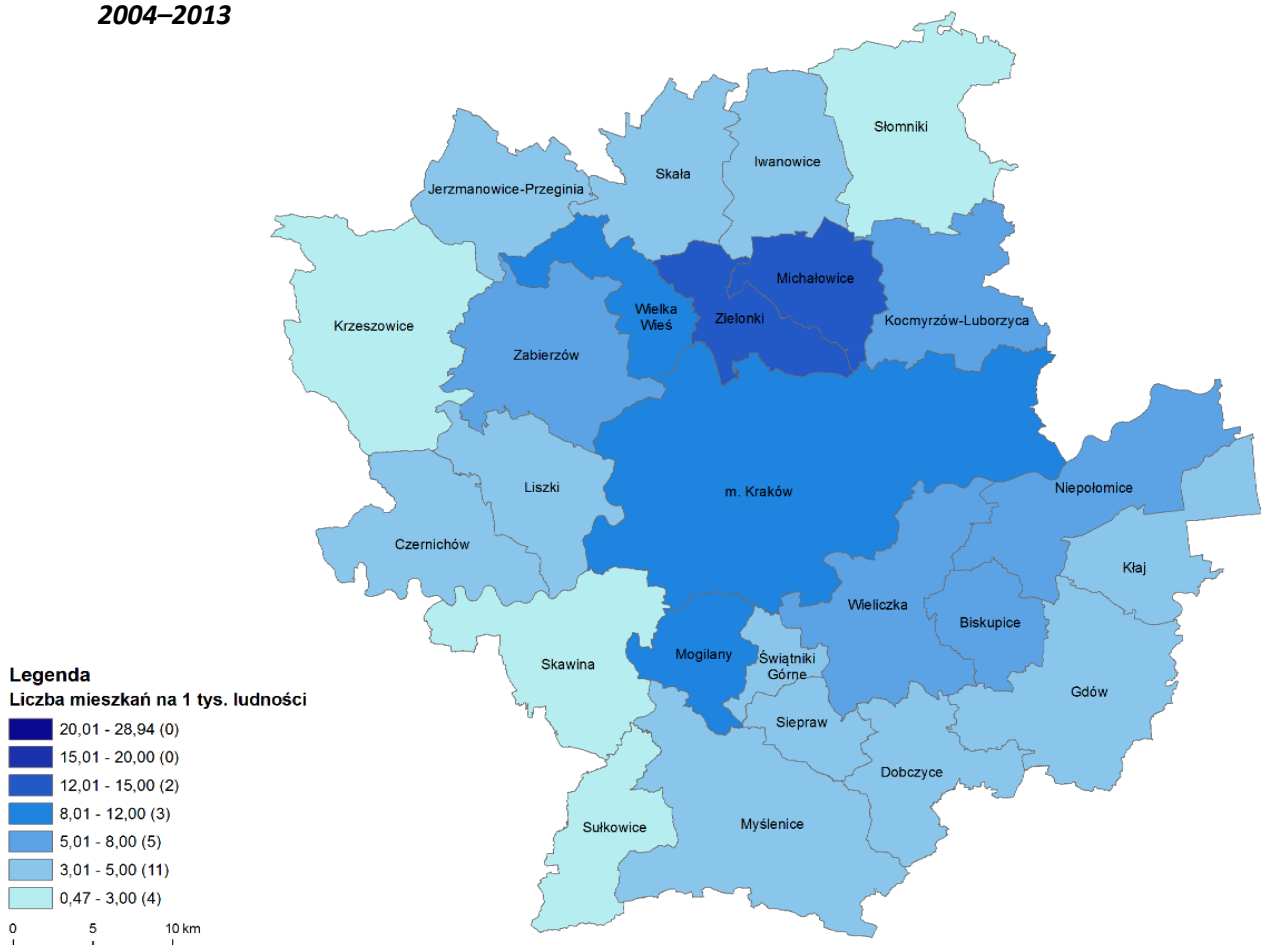 2004–2013
Słomniki
Iwanowice
Skała
Jerzmanowice-Przeginia
Michałowice
Wielka
Wieś
Zielonki
Kocmyrzów-Luborzyca
Krzeszowice
Zabierzów
Liszki
m. Kraków
Niepołomice
Czernichów
Kłaj
Wieliczka
Biskupice
Mogilany
Świątniki
Górne
Skawina
Gdów
Siepraw
Dobczyce
Myślenice
Sułkowice
Legenda
Liczba mieszkań na 1 tys. ludności
20,01 - 28,94 (0)
15,01 - 20,00 (0)
12,01 - 15,00 (2)
8,01 - 12,00 (3)
5,01 - 8,00 (5)
3,01 - 5,00 (11)
0,47 - 3,00 (4)
0 5 10 km